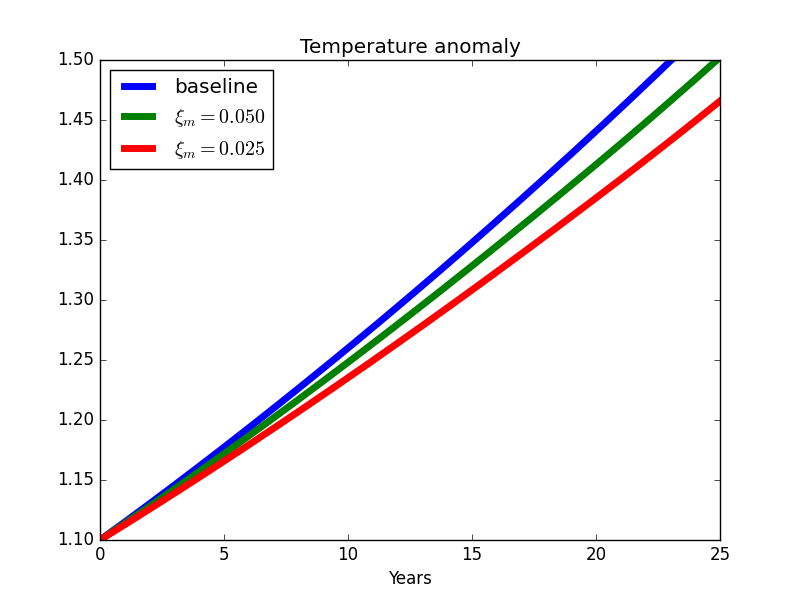 Temperature anomaly
baseline
ξₘ = 0.050
ξₘ = 0.025
1.50
1.45
1.40
1.35
1.30
1.25
1.20
1.15
1.10
0 5 10 15 20 25
Years